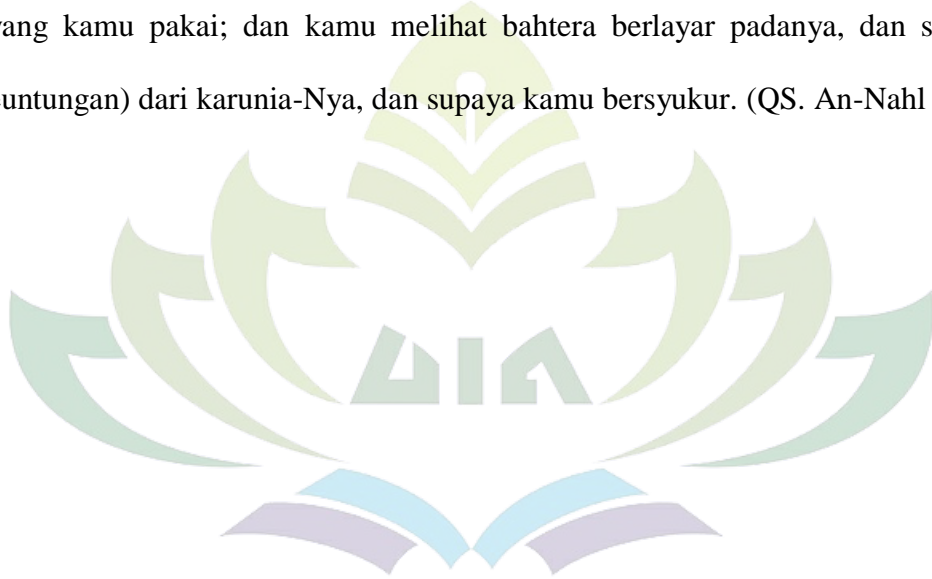 yang kamu pakai; dan kamu melihat bahtera berlayar padanya, dan s
untungan) dari karunia-Nya, dan supaya kamu bersyukur. (QS. An-Nahl
UIN